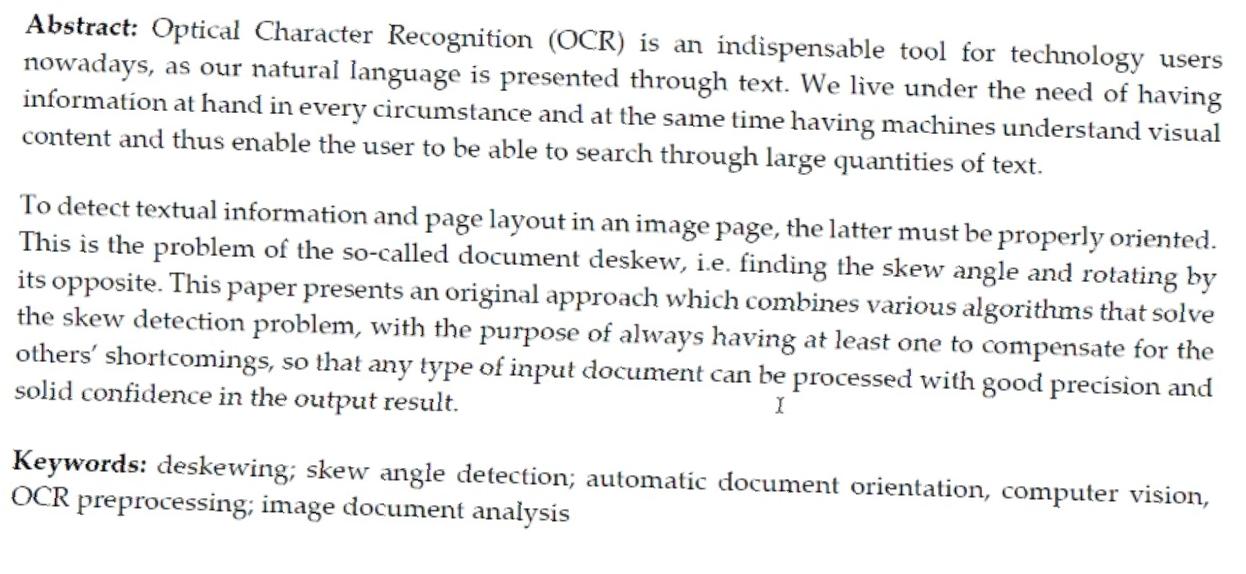 Abstract: Optical Character Recognition (OCR) is an indispensable tool for technology users
nowadays, as our natural language is presented through text. We live under the need of having
information at hand in every circumstance and at the same time having machines understand visual
content and thus enable the user to be able to search through large quantities of text.
To detect textual information and page layout in an image page, the latter must be properly oriented.
This is the problem of the so-called document deskew, i.e. finding the skew angle and rotating by
its opposite. This paper presents an original approach which combines various algorithms that solve
the skew detection problem, with the purpose of always having at least one to compensate for the
others’ shortcomings, so that any type of input document can be processed with good precision and
solid confidence in the output result.
Keywords: deskewing; skew angle detection; automatic document orientation, computer vision,
OCR preprocessing; image document analysis